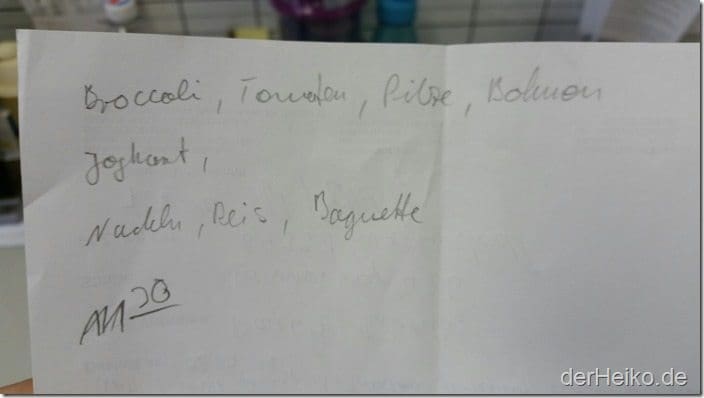 Broccoli, Tomaten, Pilze, Bohnen
Joghurt,
Nudeln, Reis, Baguette
derHeiko.de